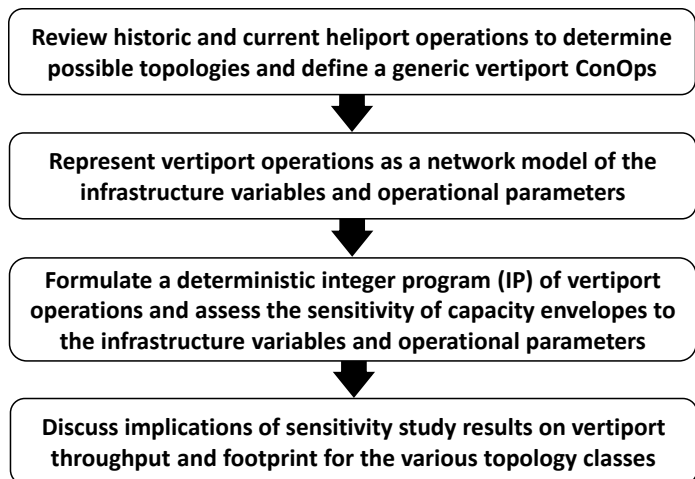 Review historic and current heliport operations to determine
possible topologies and define a generic vertiport ConOps
Represent vertiport operations as a network model of the
infrastructure variables and operational parameters
Formulate a deterministic integer program (IP) of vertiport
operations and assess the sensitivity of capacity envelopes to
the infrastructure variables and operational parameters
Discuss implications of sensitivity study results on vertiport
throughput and footprint for the various topology classes